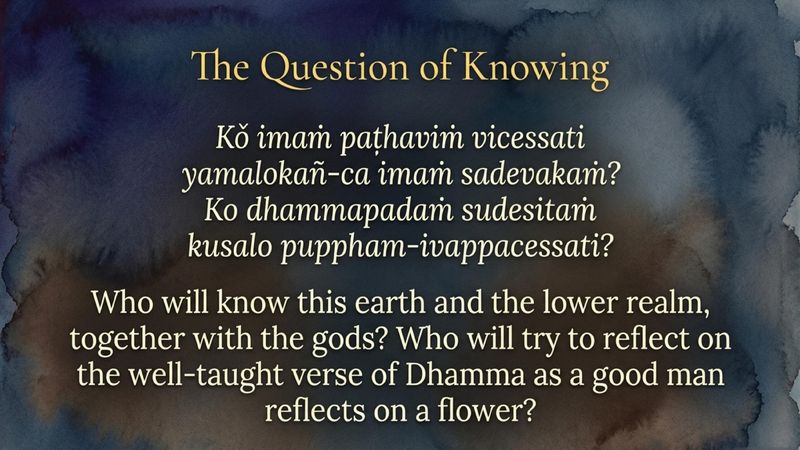 The Question of Knowing
Kǒ imaṁ paṭhaviṁ vicessati
yamalokañ-ca imaṁ sadevakaṁ?
Ko dhammapadaṁ sudesitaṁ
kusalo puppham-ivappacessati?
Who will know this earth and the lower realm,
together with the gods? Who will try to reflect on
the well-taught verse of Dhamma as a good man
reflects on a flower?